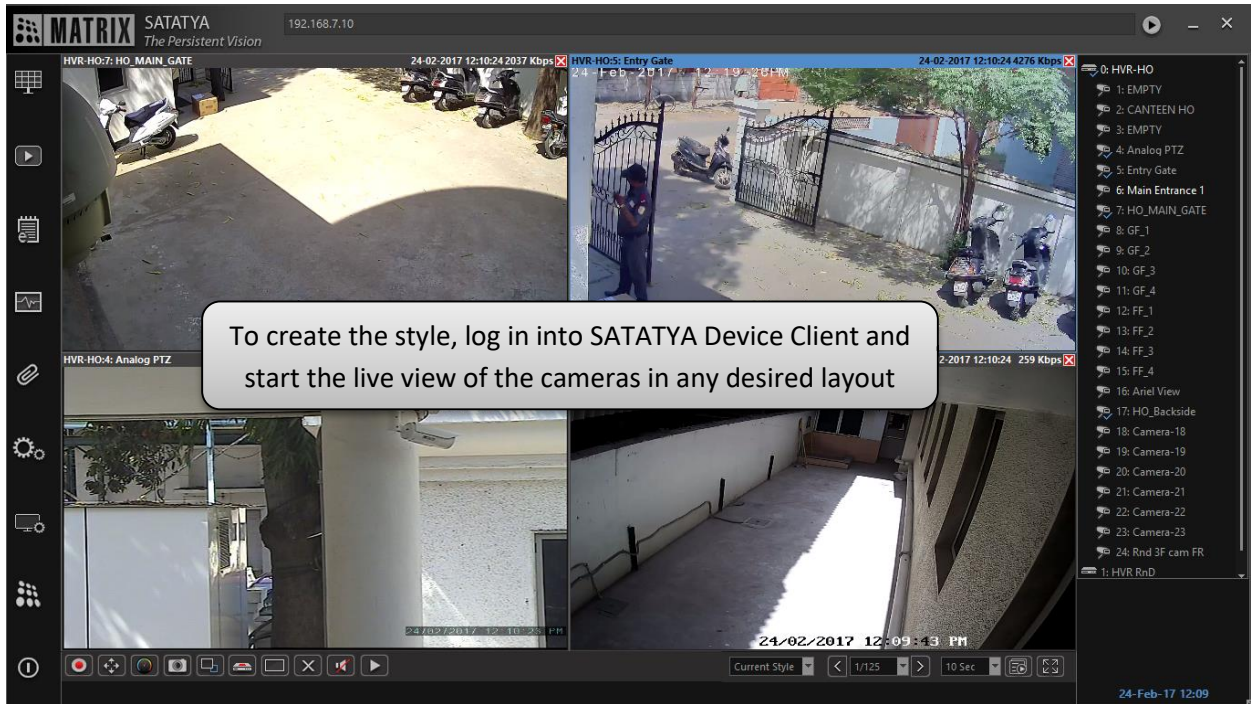 MATRIX
SATATYA
The Persistent Vision
192.168.7.10
HVR-HO:7: HO_MAIN_GATE
24-02-2017 12:10:24 2037 Kbps
HVR-HO:5: Entry Gate
24-02-2017 12:10:24 4276 Kbps
24-Feb-2017 12:19:26PM
To create the style, log in into SATATYA Device Client and
start the live view of the cameras in any desired layout
HVR-HO:4: Analog PTZ
2-2017 12:10:24 259 Kbps
24/02/2017 12:10:23 PM
24/02/2017 12:09:43 PM
0: HVR-HO
1: EMPTY
2: CANTEEN HO
3: EMPTY
4: Analog PTZ
5: Entry Gate
6: Main Entrance 1
7: HO_MAIN_GATE
8: GF_1
9: GF_2
10: GF_3
11: GF_4
12: FF_1
13: FF_2
14: FF_3
15: FF_4
16: Ariel View
17: HO_Backside
18: Camera-18
19: Camera-19
20: Camera-20
21: Camera-21
22: Camera-22
23: Camera-23
24: Rnd 3F cam FR
1: HVR RnD
Current Style
1/125
10 Sec
24-Feb-17 12:09